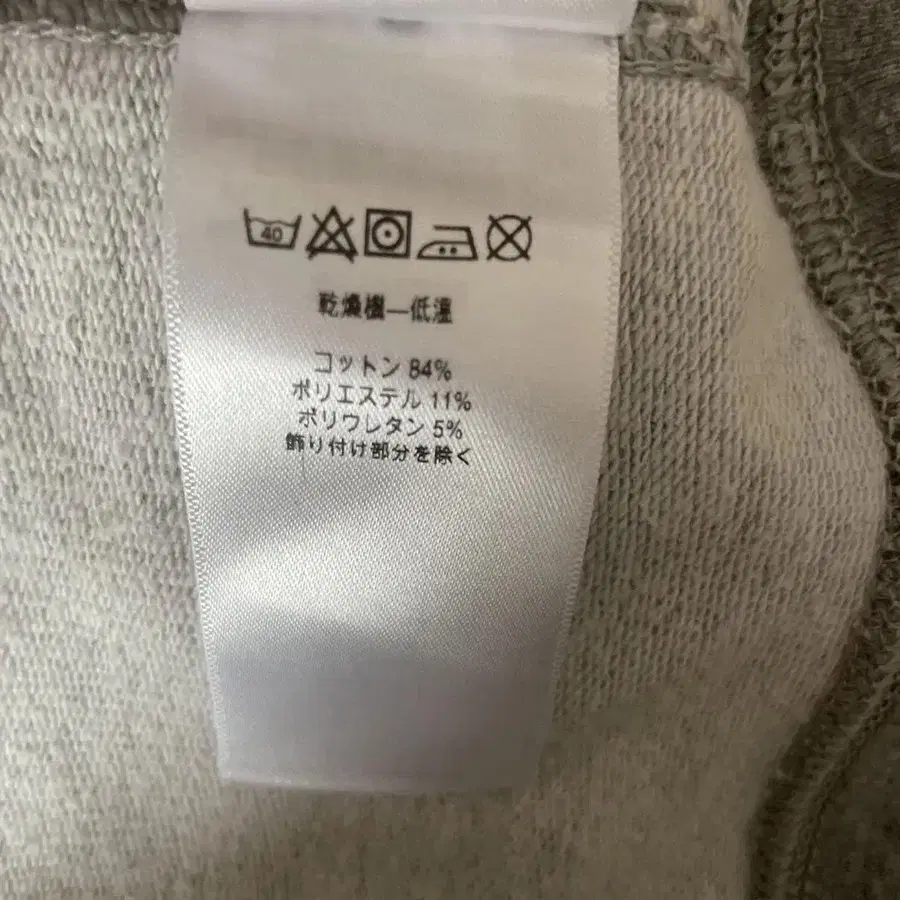 40
乾燥機—低温
コットン 84%
ポリエステル 11%
ポリウレタン 5%
飾り付け部分を除く